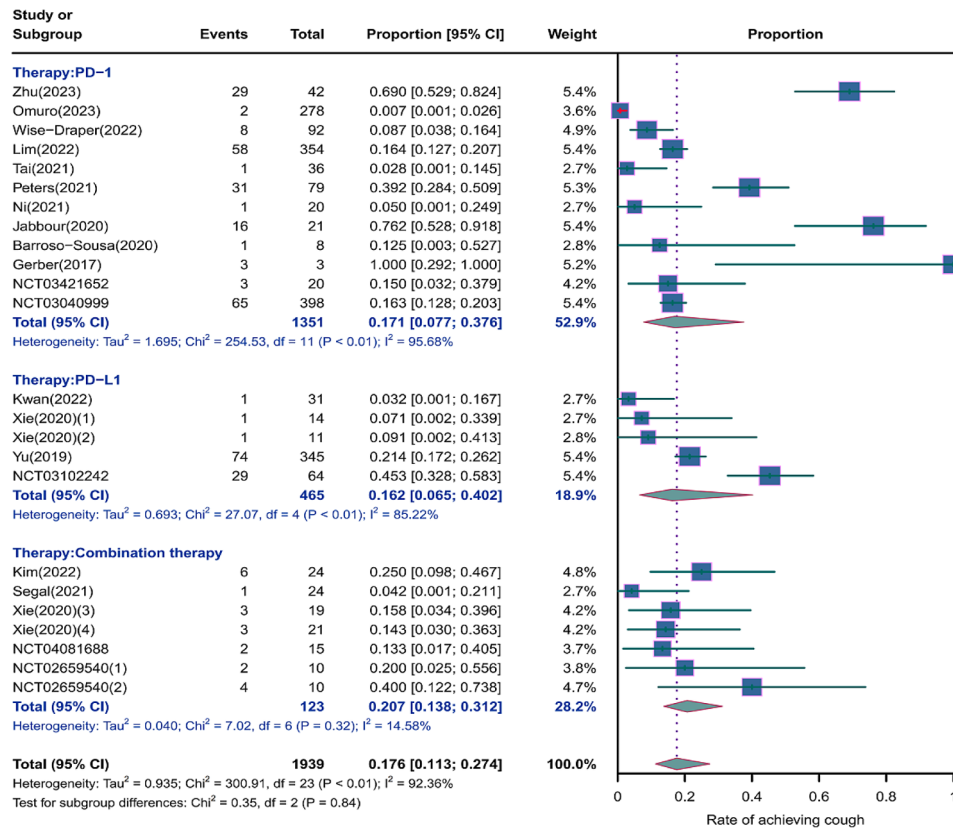 Study or
Subgroup Events Total Proportion [95% CI] Weight Proportion
Therapy:PD−1
Zhu(2023) 29 42 0.690 [0.529; 0.824] 5.4%
Omuro(2023) 2 278 0.007 [0.001; 0.026] 3.6%
Wise−Draper(2022) 8 92 0.087 [0.038; 0.164] 4.9%
Lim(2022) 58 354 0.164 [0.127; 0.207] 5.4%
Tai(2021) 1 36 0.028 [0.001; 0.145] 2.7%
Peters(2021) 31 79 0.392 [0.284; 0.509] 5.3%
Ni(2021) 1 20 0.050 [0.001; 0.249] 2.7%
Jabbour(2020) 16 21 0.762 [0.528; 0.918] 5.4%
Barroso−Sousa(2020) 1 8 0.125 [0.003; 0.527] 2.8%
Gerber(2017) 3 3 1.000 [0.292; 1.000] 5.2%
NCT03421652 3 20 0.150 [0.032; 0.379] 4.2%
NCT03040999 65 398 0.163 [0.128; 0.203] 5.4%
Total (95% CI) 1351 0.171 [0.077; 0.376] 52.9%
Heterogeneity: Tau² = 1.695; Chi² = 254.53, df = 11 (P < 0.01); I² = 95.68%
Therapy:PD−L1
Kwan(2022) 1 31 0.032 [0.001; 0.167] 2.7%
Xie(2020)(1) 1 14 0.071 [0.002; 0.339] 2.7%
Xie(2020)(2) 1 11 0.091 [0.002; 0.413] 2.8%
Yu(2019) 74 345 0.214 [0.172; 0.262] 5.4%
NCT03102242 29 64 0.453 [0.328; 0.583] 5.4%
Total (95% CI) 465 0.162 [0.065; 0.402] 18.9%
Heterogeneity: Tau² = 0.693; Chi² = 27.07, df = 4 (P < 0.01); I² = 85.22%
Therapy:Combination therapy
Kim(2022) 6 24 0.250 [0.098; 0.467] 4.8%
Segal(2021) 1 24 0.042 [0.001; 0.211] 2.7%
Xie(2020)(3) 3 19 0.158 [0.034; 0.396] 4.2%
Xie(2020)(4) 3 21 0.143 [0.030; 0.363] 4.2%
NCT04081688 2 15 0.133 [0.017; 0.405] 3.7%
NCT02659540(1) 2 10 0.200 [0.025; 0.556] 3.8%
NCT02659540(2) 4 10 0.400 [0.122; 0.738] 4.7%
Total (95% CI) 123 0.207 [0.138; 0.312] 28.2%
Heterogeneity: Tau² = 0.040; Chi² = 7.02, df = 6 (P = 0.32); I² = 14.58%
Total (95% CI) 1939 0.176 [0.113; 0.274] 100.0%
Heterogeneity: Tau² = 0.935; Chi² = 300.91, df = 23 (P < 0.01); I² = 92.36%
Test for subgroup differences: Chi² = 0.35, df = 2 (P = 0.84)
0 0.2 0.4 0.6 0.8 1
Rate of achieving cough